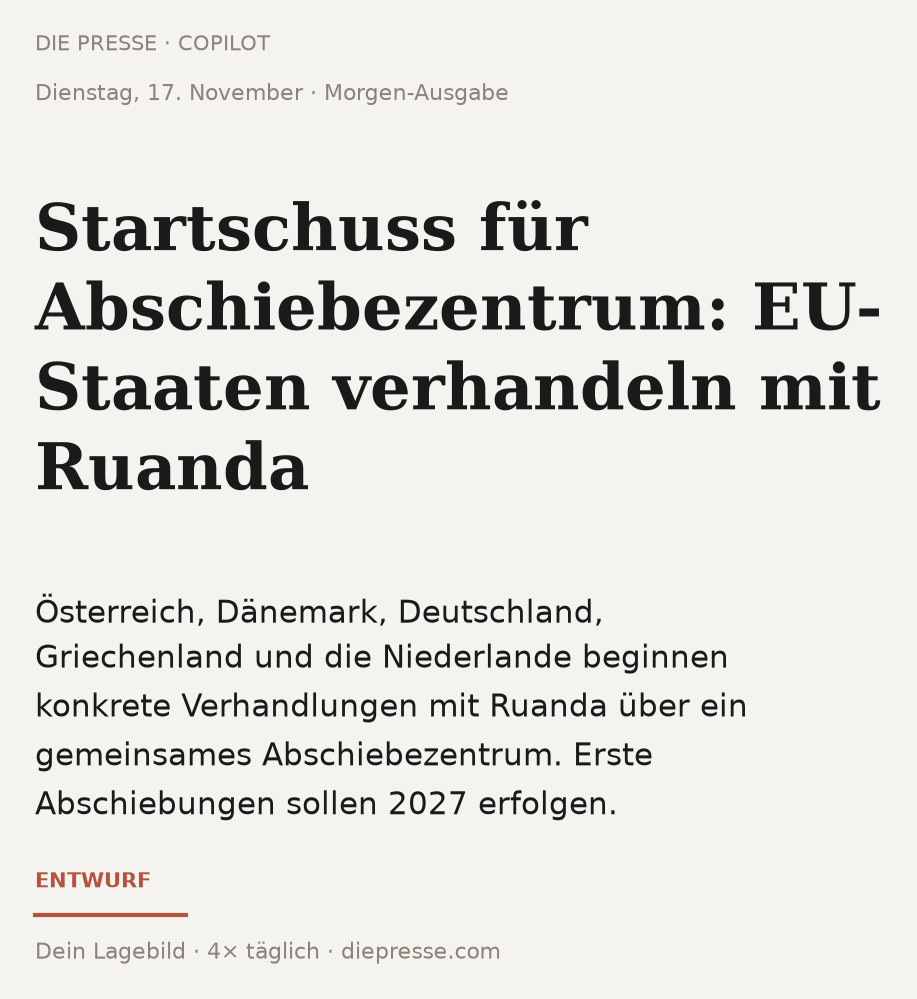 DIE PRESSE · COPILOT
Dienstag, 17. November · Morgen-Ausgabe
Startschuss für
Abschiebezentrum: EU-
Staaten verhandeln mit
Ruanda
Österreich, Dänemark, Deutschland,
Griechenland und die Niederlande beginnen
konkrete Verhandlungen mit Ruanda über ein
gemeinsames Abschiebezentrum. Erste
Abschiebungen sollen 2027 erfolgen.
ENTWURF
Dein Lagebild · 4× täglich · diepresse.com